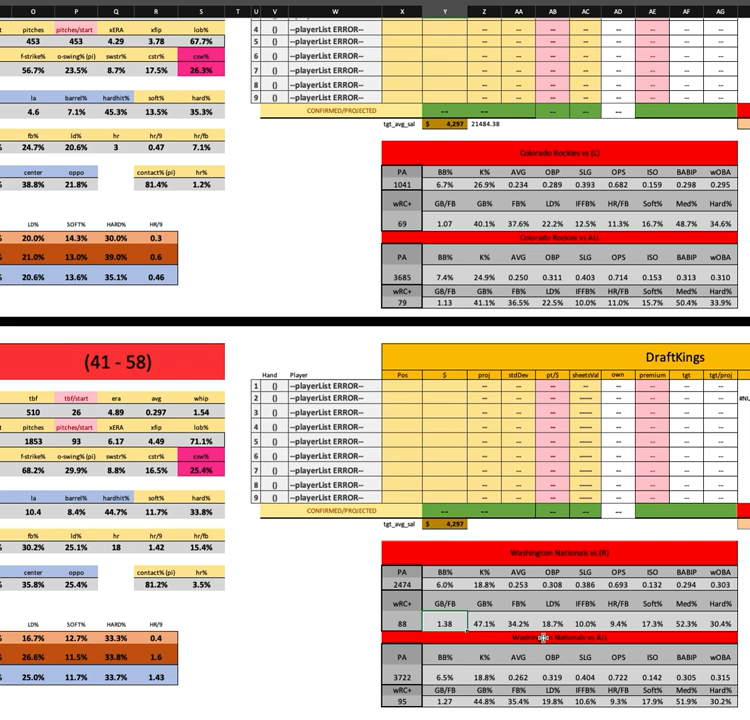 O P Q R S T U V W X Y Z AA AB AC AD AE AF AG
pitches pitches/start xERA xfip lob%
453 453 4.29 3.78 67.7%
f-strike% o-swing% (pi) swstr% cstr% csw%
56.7% 23.5% 8.7% 17.5% 26.3%
la barrel% hardhit% soft% hard%
4.6 7.1% 45.3% 13.5% 35.3%
fb% ld% hr hr/9 hr/fb
24.7% 20.6% 3 0.47 7.1%
center oppo contact% (pi) hr%
38.8% 21.8% 81.4% 1.2%
LD% SOFT% HARD% HR/9
20.0% 14.3% 30.0% 0.3
21.0% 13.0% 39.0% 0.6
20.6% 13.6% 35.1% 0.46
4 () --playerList ERROR-- -- -- -- -- -- -- -- -- --
5 () --playerList ERROR-- -- -- -- -- -- -- -- -- --
6 () --playerList ERROR-- -- -- -- -- -- -- -- -- --
7 () --playerList ERROR-- -- -- -- -- -- -- -- -- --
8 () --playerList ERROR-- -- -- -- -- -- -- -- -- --
9 () --playerList ERROR-- -- -- -- -- -- -- -- -- --
CONFIRMED/PROJECTED -- -- --
tgt_avg_sal $ 4,297 21484.38
Colorado Rockies vs (L)
PA BB% K% AVG OBP SLG OPS ISO BABIP wOBA
1041 6.7% 26.9% 0.234 0.289 0.393 0.682 0.159 0.298 0.295
wRC+ GB/FB GB% FB% LD% IFFB% HR/FB Soft% Med% Hard%
69 1.07 40.1% 37.6% 22.2% 12.5% 11.3% 16.7% 48.7% 34.6%
Colorado Rockies vs ALL
PA BB% K% AVG OBP SLG OPS ISO BABIP wOBA
3685 7.4% 24.9% 0.250 0.311 0.403 0.714 0.153 0.313 0.310
wRC+ GB/FB GB% FB% LD% IFFB% HR/FB Soft% Med% Hard%
79 1.13 41.1% 36.5% 22.5% 10.0% 11.0% 15.7% 50.4% 33.9%
(41 - 58)
tbf tbf/start era avg whip
510 26 4.89 0.297 1.54
pitches pitches/start xERA xfip lob%
1853 93 6.17 4.49 71.1%
f-strike% o-swing% (pi) swstr% cstr% csw%
68.2% 29.9% 8.8% 16.5% 25.4%
la barrel% hardhit% soft% hard%
10.4 8.4% 44.7% 11.7% 33.8%
fb% ld% hr hr/9 hr/fb
30.2% 25.1% 18 1.42 15.4%
center oppo contact% (pi) hr%
35.8% 25.4% 81.2% 3.5%
LD% SOFT% HARD% HR/9
16.7% 12.7% 33.3% 0.4
26.6% 11.5% 33.8% 1.6
25.0% 11.7% 33.7% 1.43
DraftKings
Hand Player Pos $ proj stdDev pt/$ sheetsVal own premium tgt tgt/proj
1 () --playerList ERROR-- -- -- -- -- -- --
2 () --playerList ERROR-- -- -- ----- -- -- -- #NU
3 () --playerList ERROR-- -- -- ----- -- -- --
4 () --playerList ERROR-- -- -- ----- -- -- --
5 () --playerList ERROR-- -- -- ----- -- -- --
6 () --playerList ERROR-- -- -- ----- -- -- --
7 () --playerList ERROR-- -- -- ----- -- -- --
8 () --playerList ERROR-- -- -- ----- -- -- --
9 () --playerList ERROR-- -- -- ----- -- -- --
CONFIRMED/PROJECTED -- -- --
tgt_avg_sal $ 4,297
Washington Nationals vs (R)
PA BB% K% AVG OBP SLG OPS ISO BABIP wOBA
2474 6.0% 18.8% 0.253 0.308 0.386 0.693 0.132 0.294 0.303
wRC+ GB/FB GB% FB% LD% IFFB% HR/FB Soft% Med% Hard%
88 1.38 47.1% 34.2% 18.7% 10.0% 9.4% 17.3% 52.3% 30.4%
Nationals vs ALL
PA BB% K% AVG OBP SLG OPS ISO BABIP wOBA
3722 6.5% 18.8% 0.262 0.319 0.404 0.722 0.142 0.305 0.315
wRC+ GB/FB GB% FB% LD% IFFB% HR/FB Soft% Med% Hard%
95 1.27 44.8% 35.4% 19.8% 10.6% 9.3% 17.9% 51.9% 30.2%